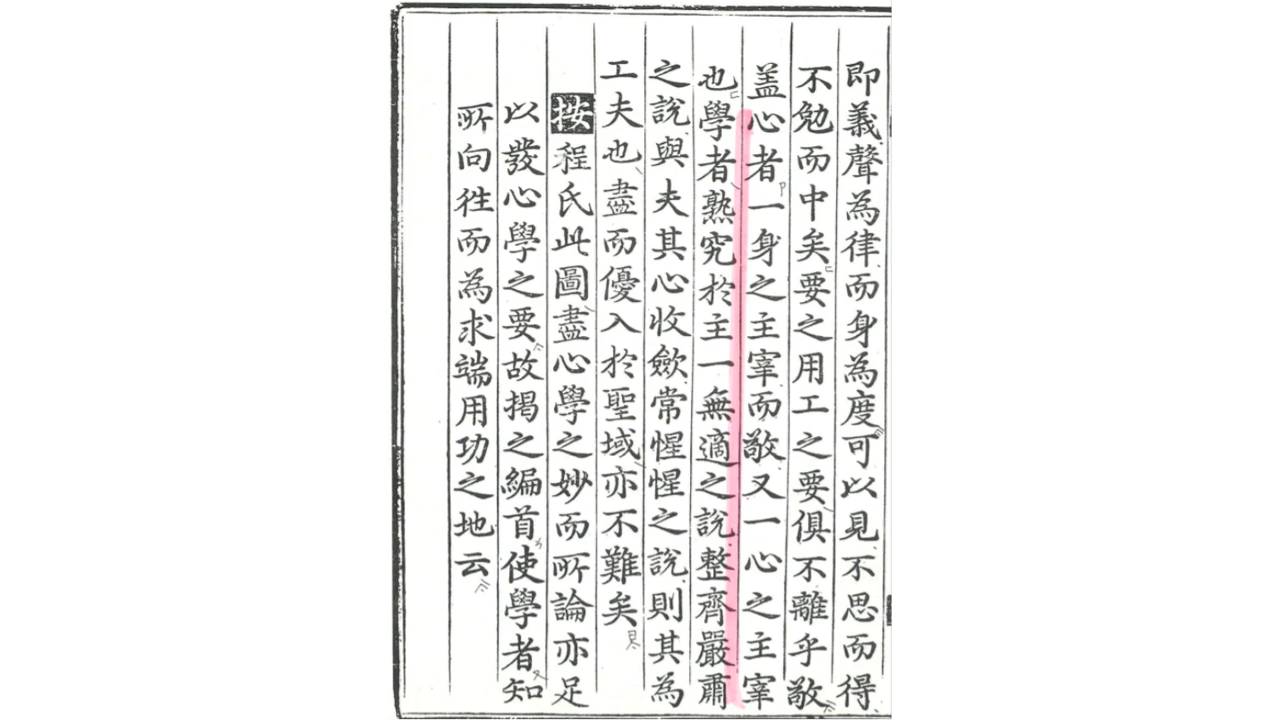 即義聲為律而身為度可以見不思而得
不勉而中矣要之用工之要俱不離乎敬
盖心者一身之主宰而敬又一心之主宰
也學者熟究於主一無適之說整齊嚴肅
之說與夫其心收斂常惺惺之說則其為
工夫也盡而優入於聖域亦不難矣
按程氏此圖盡心學之妙而所論亦足
以發心學之要故揭之編首使學者知
所向徃而為求端用功之地云